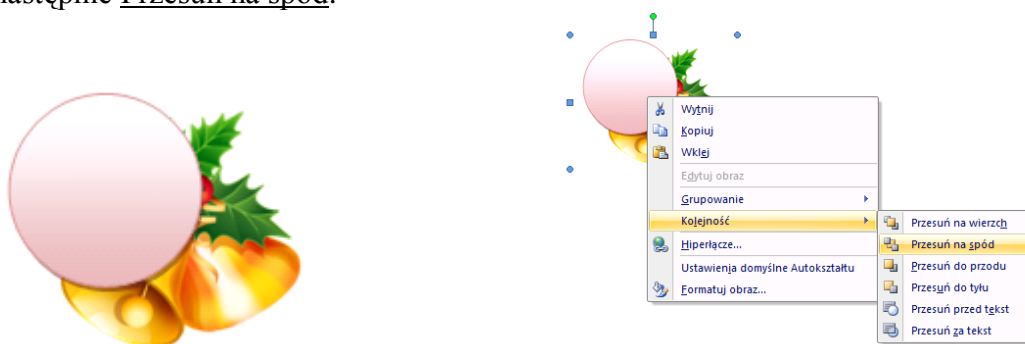 następnie Przesuń na spód.
Wytnij
Kopiuj
Wklej
Edytuj obraz
Grupowanie
Kolejność
Hiperłącze...
Ustawienia domyślne Autokształtu
Formatuj obraz...
Przesuń na wierzch
Przesuń na spód
Przesuń do przodu
Przesuń do tyłu
Przesuń przed tekst
Przesuń za tekst